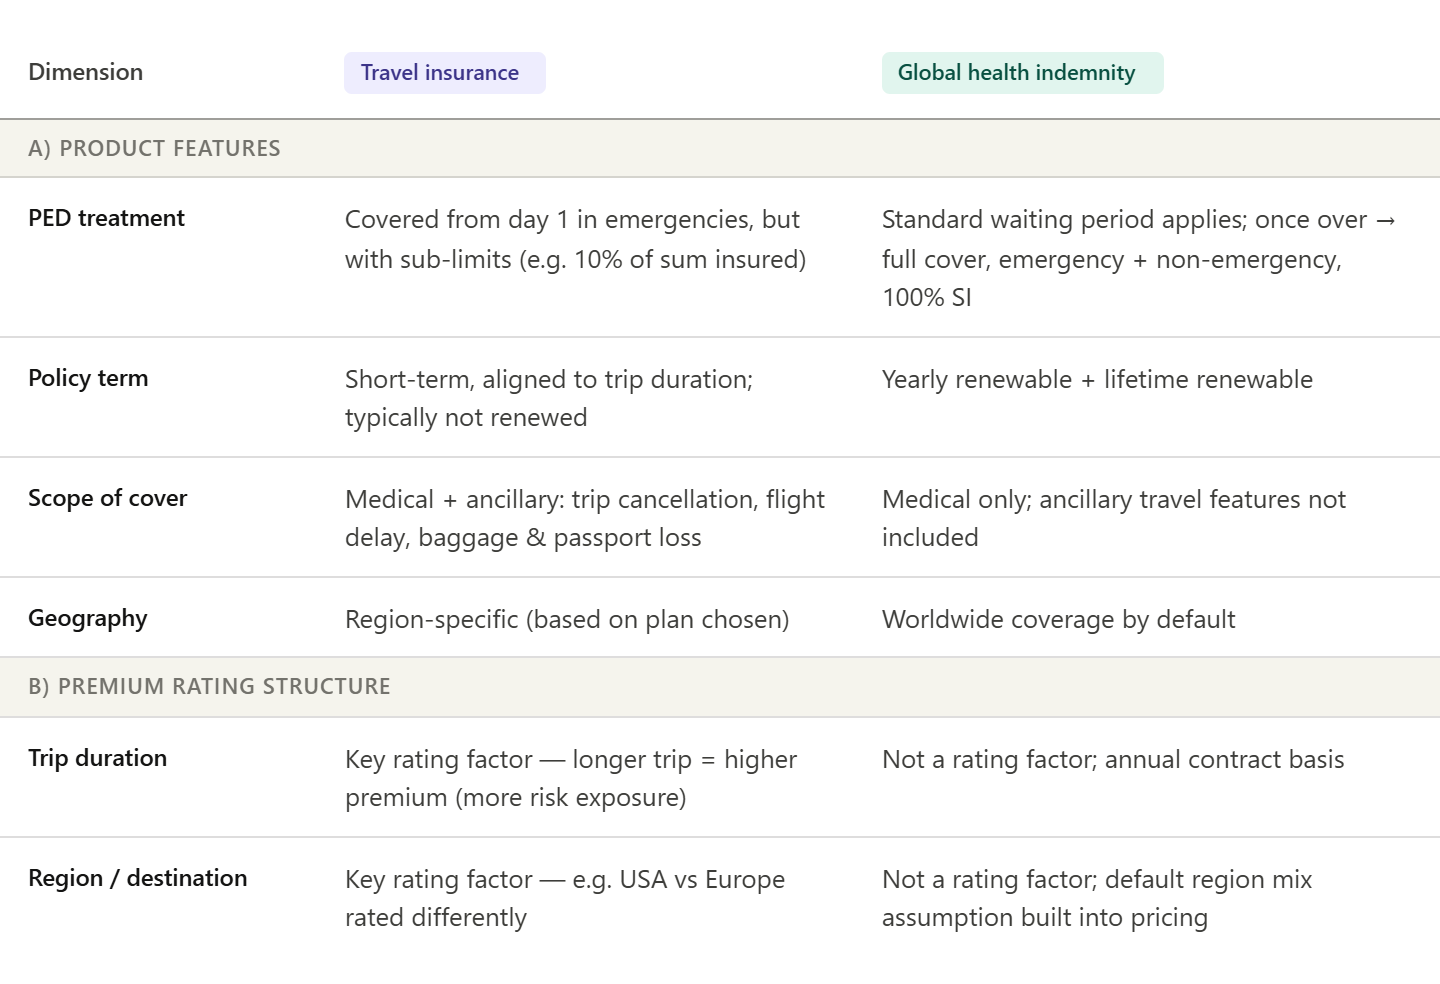 Dimension
Travel insurance
Global health indemnity
A) PRODUCT FEATURES
PED treatment
Covered from day 1 in emergencies, but
with sub-limits (e.g. 10% of sum insured)
Standard waiting period applies; once over →
full cover, emergency + non-emergency,
100% SI
Policy term
Short-term, aligned to trip duration;
typically not renewed
Yearly renewable + lifetime renewable
Scope of cover
Medical + ancillary: trip cancellation, flight
delay, baggage & passport loss
Medical only; ancillary travel features not
included
Geography
Region-specific (based on plan chosen)
Worldwide coverage by default
B) PREMIUM RATING STRUCTURE
Trip duration
Key rating factor — longer trip = higher
premium (more risk exposure)
Not a rating factor; annual contract basis
Region / destination
Key rating factor — e.g. USA vs Europe
rated differently
Not a rating factor; default region mix
assumption built into pricing